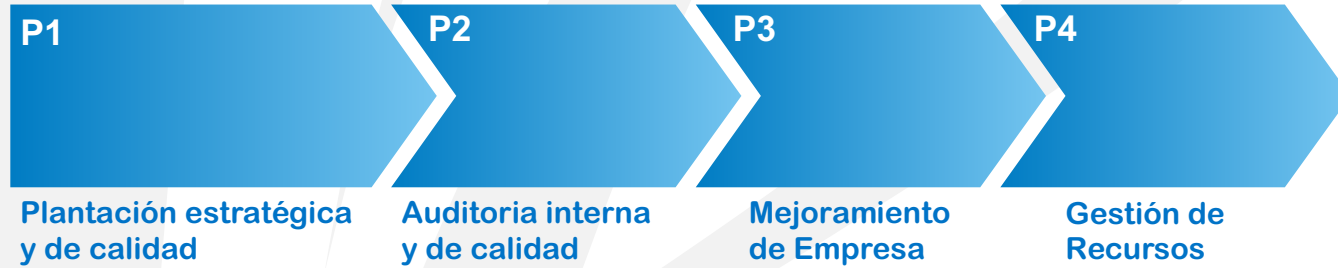 P1
P2
P3
P4
Plantación estratégica
y de calidad
Auditoria interna
y de calidad
Mejoramiento
de Empresa
Gestión de
Recursos